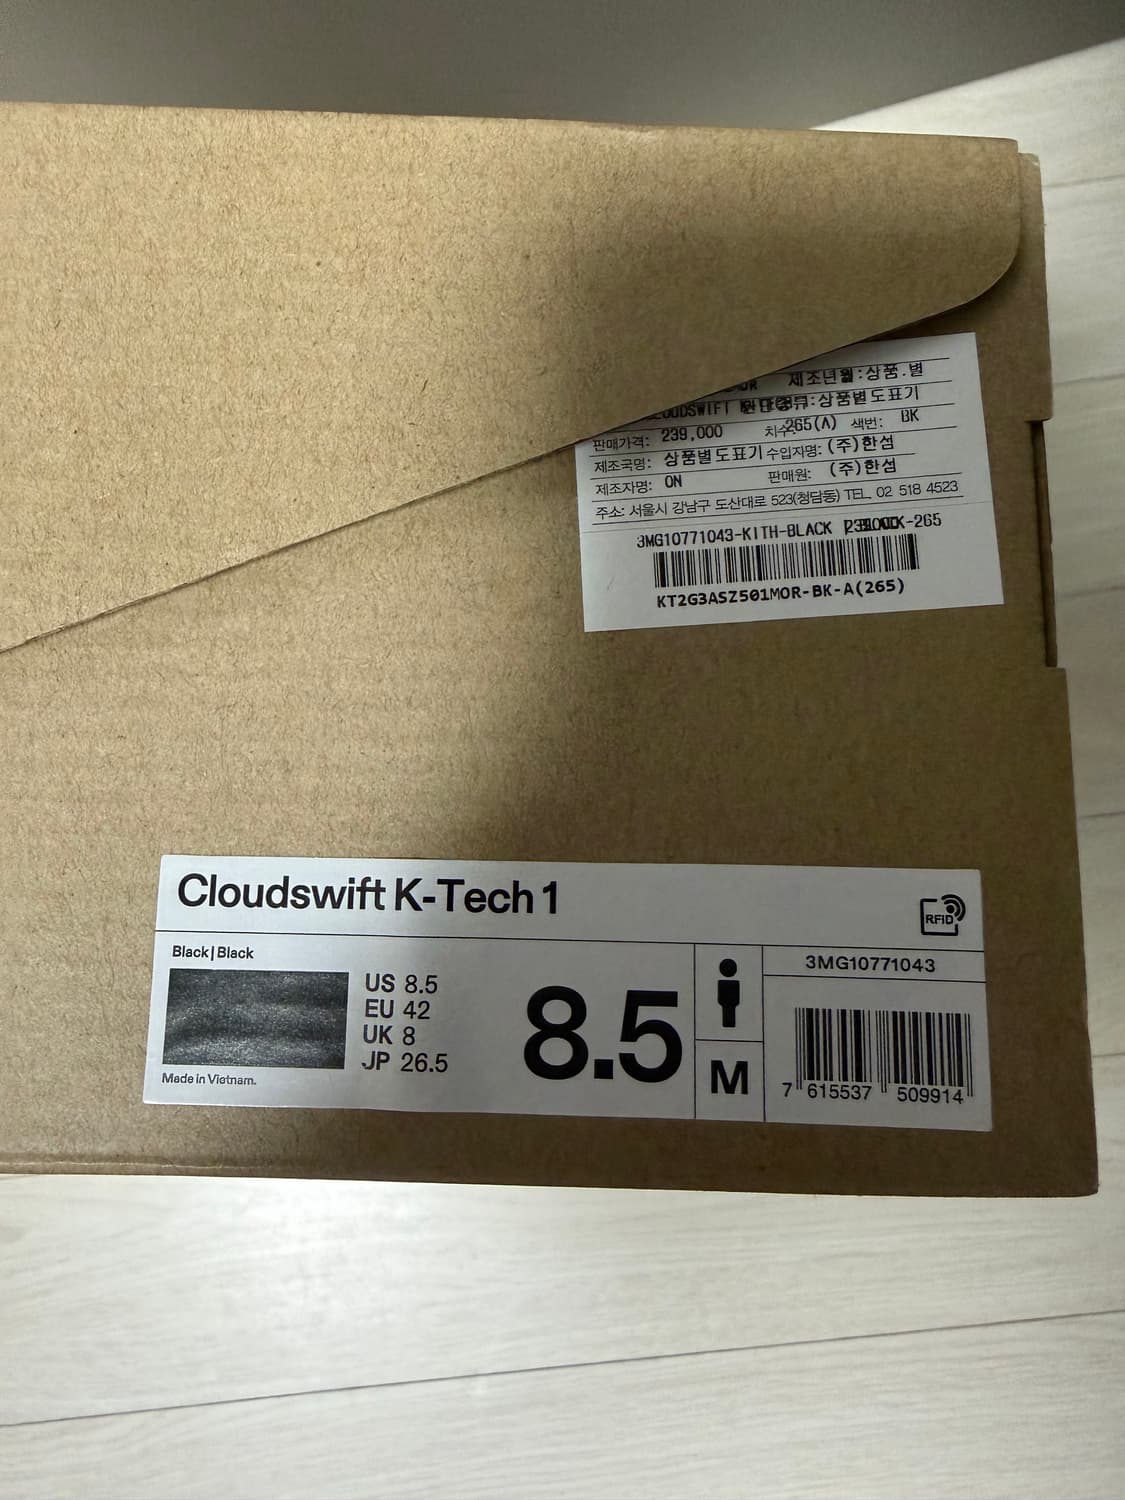 제조년월:상품.별
CLOUDSWIFT :상품별도표기
판매가격: 239,000 치수:265(A) 색번: BK
제조국명: 상품별도표기 수입자명: (주)한섬
제조자명: ON 판매원: (주)한섬
주소: 서울시 강남구 도산대로 523(청담동) TEL. 02 518 4523
3MG10771043-KITH-BLACK
KT2G3ASZ501MOR-BK-A(265)
Cloudswift K-Tech 1
RFID
Black | Black
US 8.5
EU 42
UK 8
JP 26.5
Made in Vietnam.
8.5
M
3MG10771043
7 615537 509914